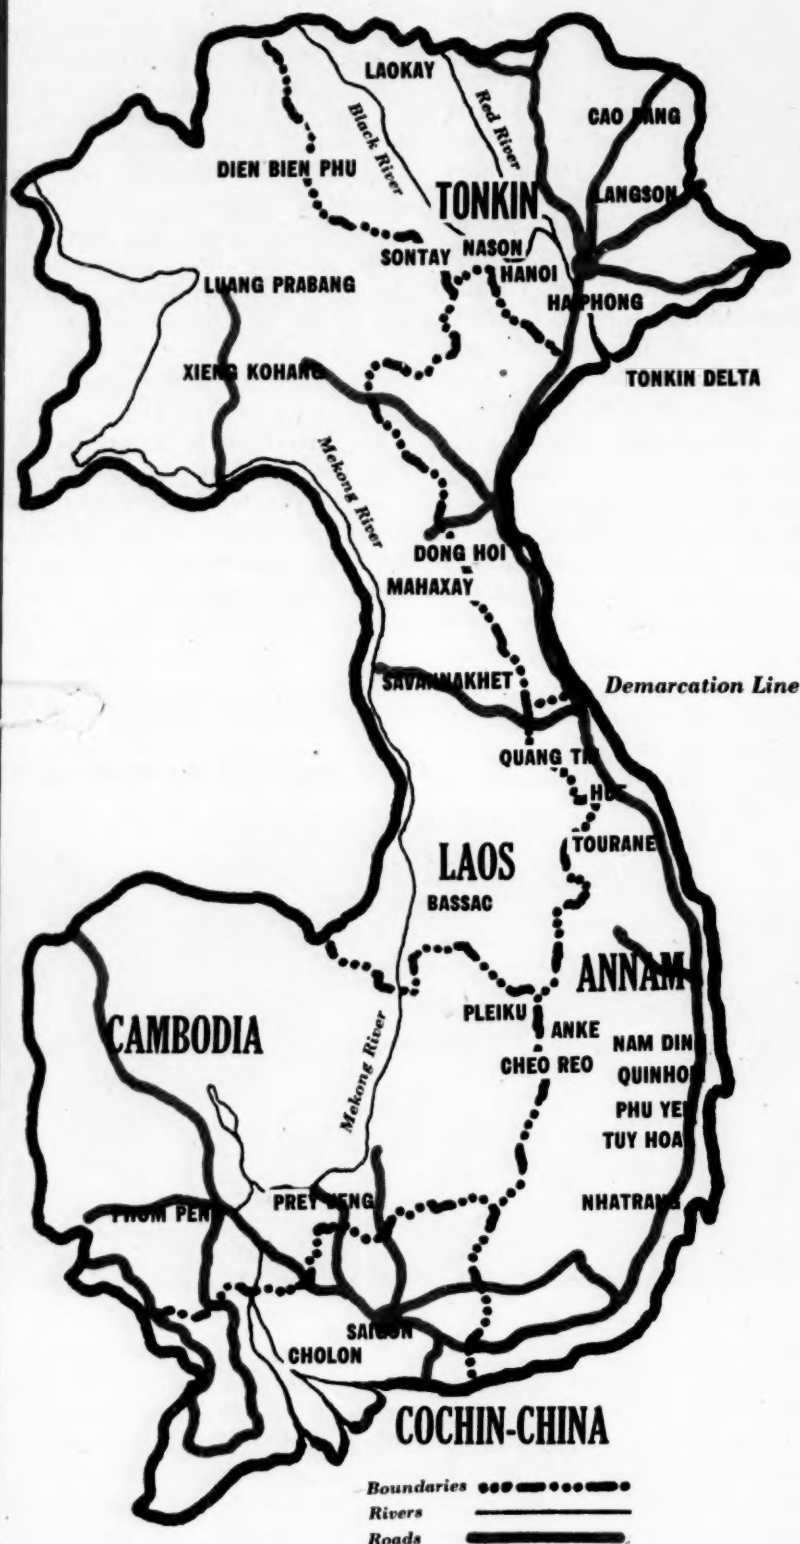 LAOKAY
Black River
Red River
CAO BANG
DIEN BIEN PHU
TONKIN
LANGSON
SONTAY
NASON
HANOI
LUANG PRABANG
HAIPHONG
XIENG KOHANG
TONKIN DELTA
Mekong River
DONG HOI
MAHAXAY
SAVANNAKHET
Demarcation Line
QUANG TRI
HUE
TOURANE
LAOS
BASSAC
ANNAM
PLEIKU
ANKE
CAMBODIA
NAM DIN
CHEO REO
QUINHON
Mekong River
PHU YEN
TUY HOA
PREY VENG
NHATRANG
PHOM PENH
SAIGON
CHOLON
COCHIN-CHINA
Boundaries
Rivers
Roads